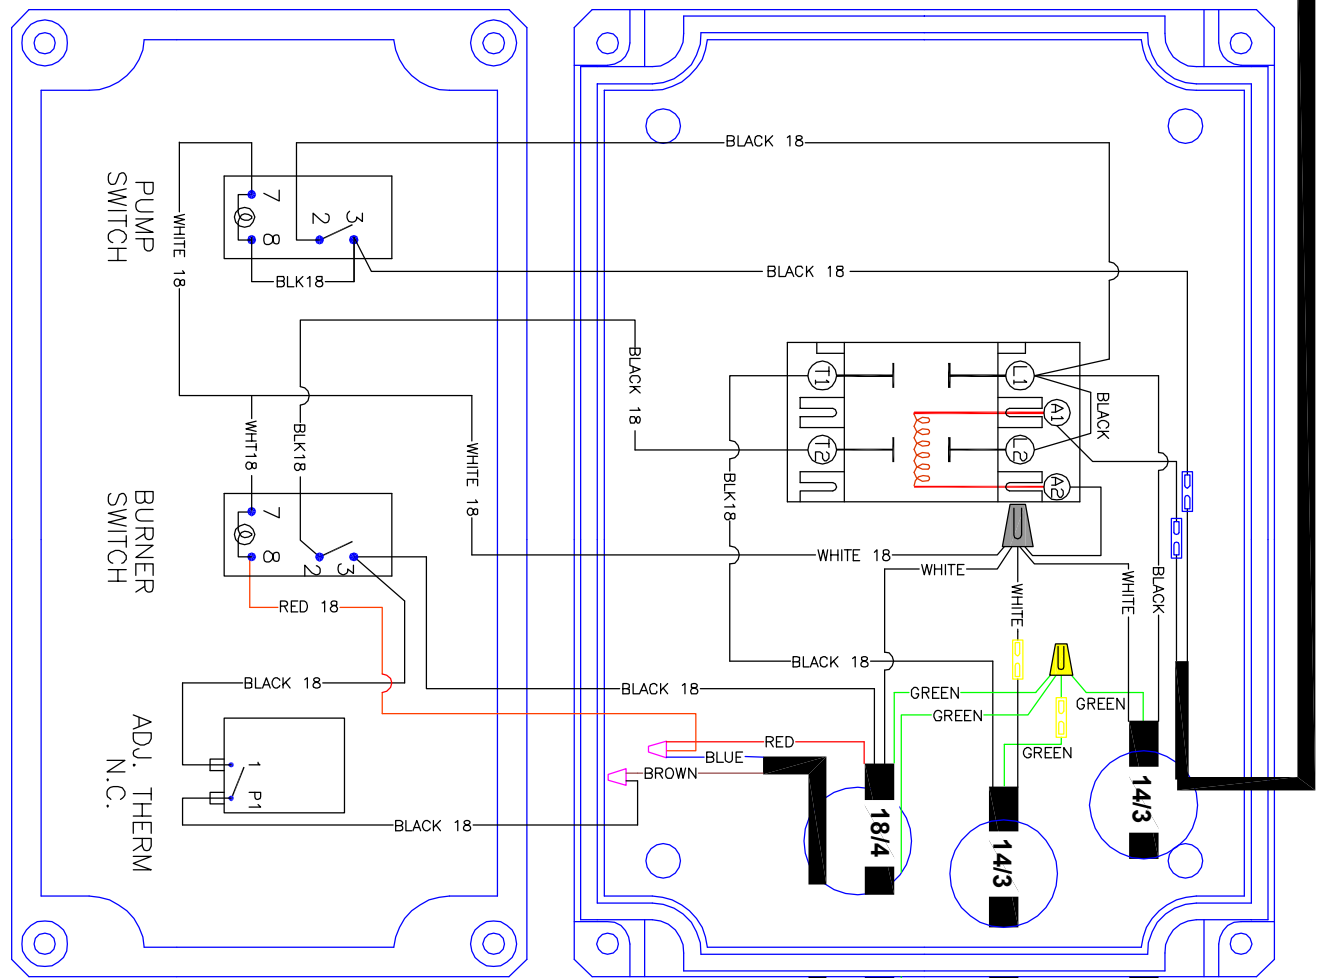 BLACK 18
PUMP
SWITCH
WHITE 18
7
8
2
3
BLK18
BLACK 18
BLACK 18
T1
L1
A1
BLACK
T2
L2
A2
WHT18
BLK18
WHITE 18
BLK18
BURNER
SWITCH
7
8
2
3
WHITE 18
WHITE
WHITE
WHITE
BLACK
RED 18
BLACK 18
BLACK 18
BLACK 18
GREEN
GREEN
GREEN
GREEN
ADJ. THERM
N.C.
1
P1
RED
BLUE
BROWN
BLACK 18
18/4
14/3
14/3